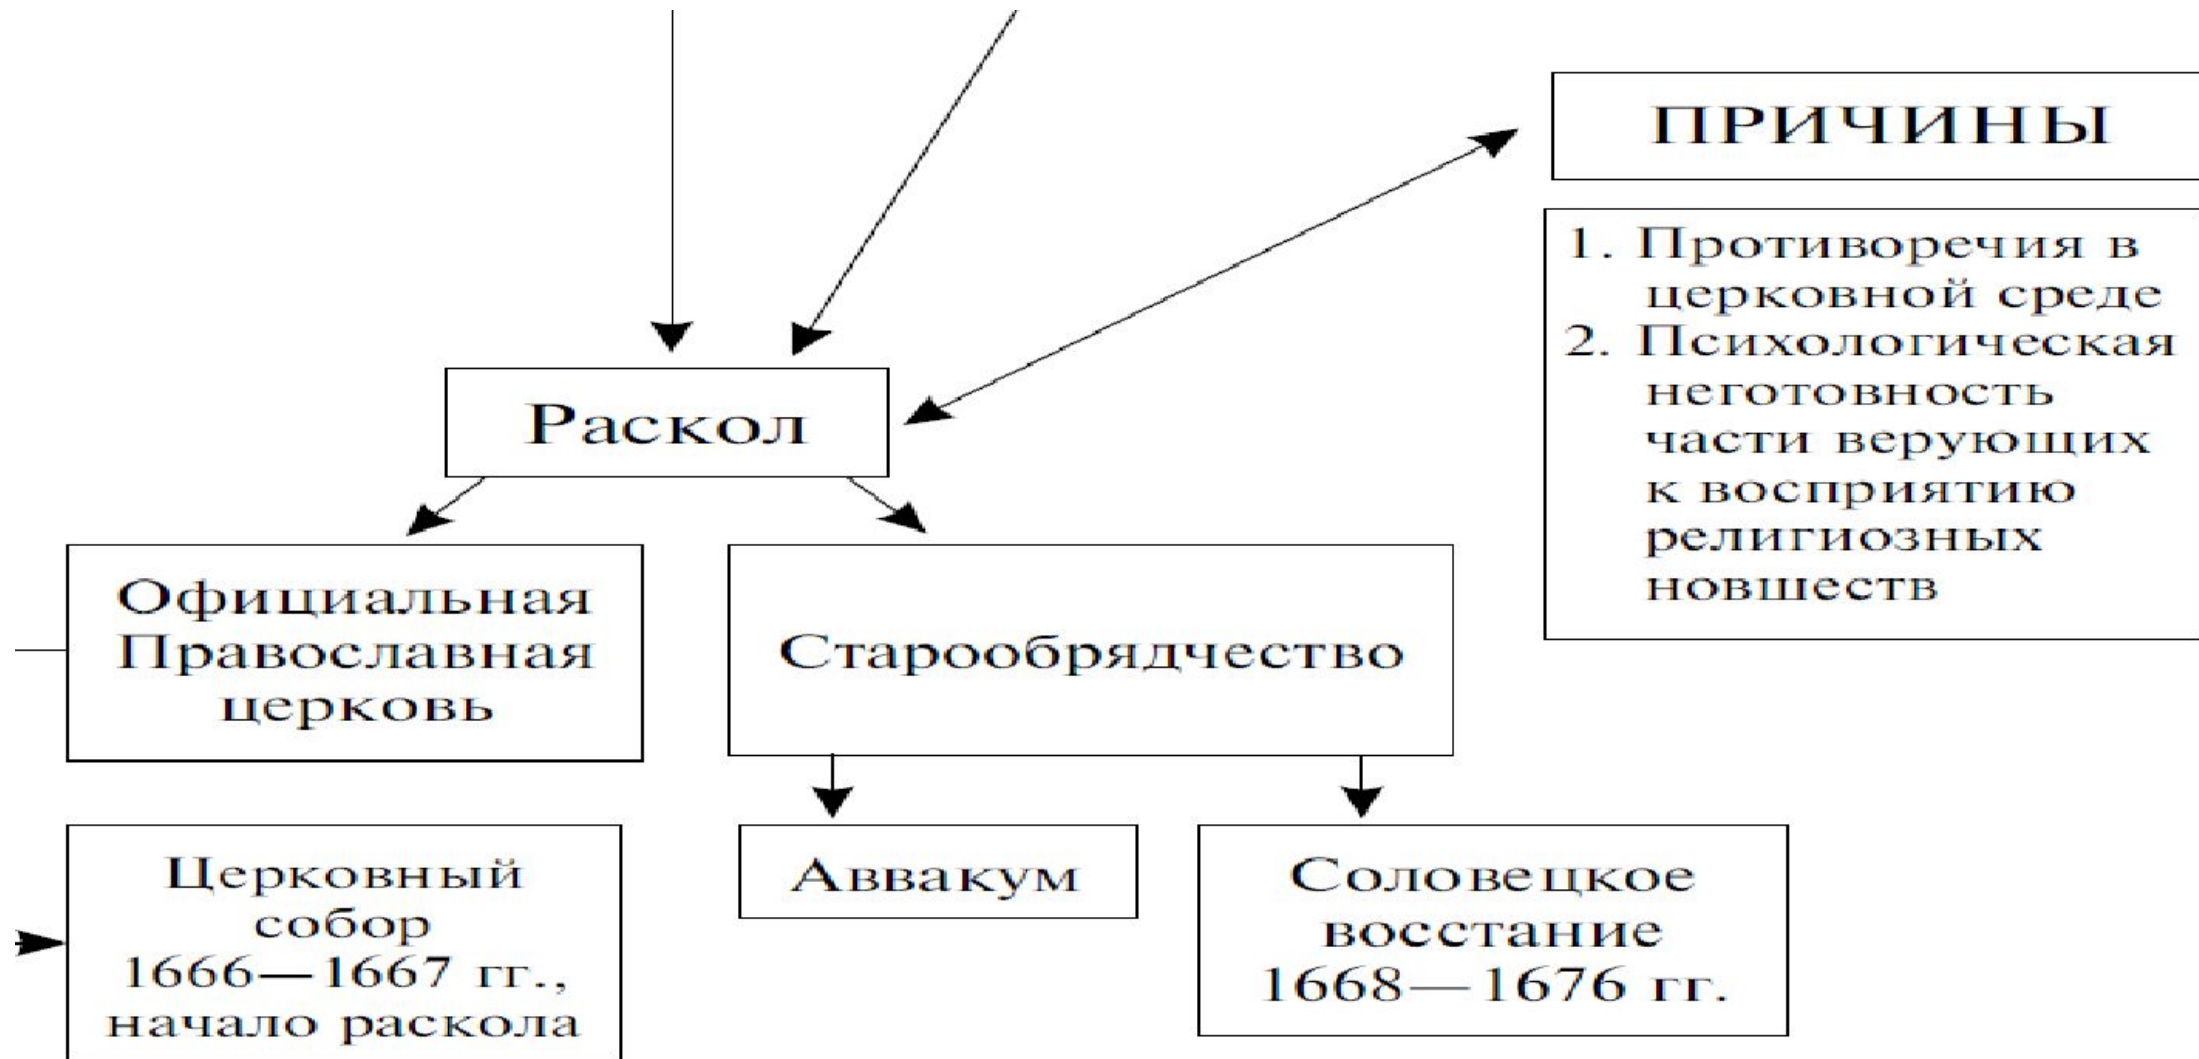 ПРИЧИНЫ
1. Противоречия в
церковной среде
2. Психологическая
неготовность
части верующих
к восприятию
религиозных
новшеств
Раскол
Официальная
Православная
церковь
Старообрядчество
Церковный
собор
1666—1667 гг.,
начало раскола
Аввакум
Соловецкое
восстание
1668—1676 гг.